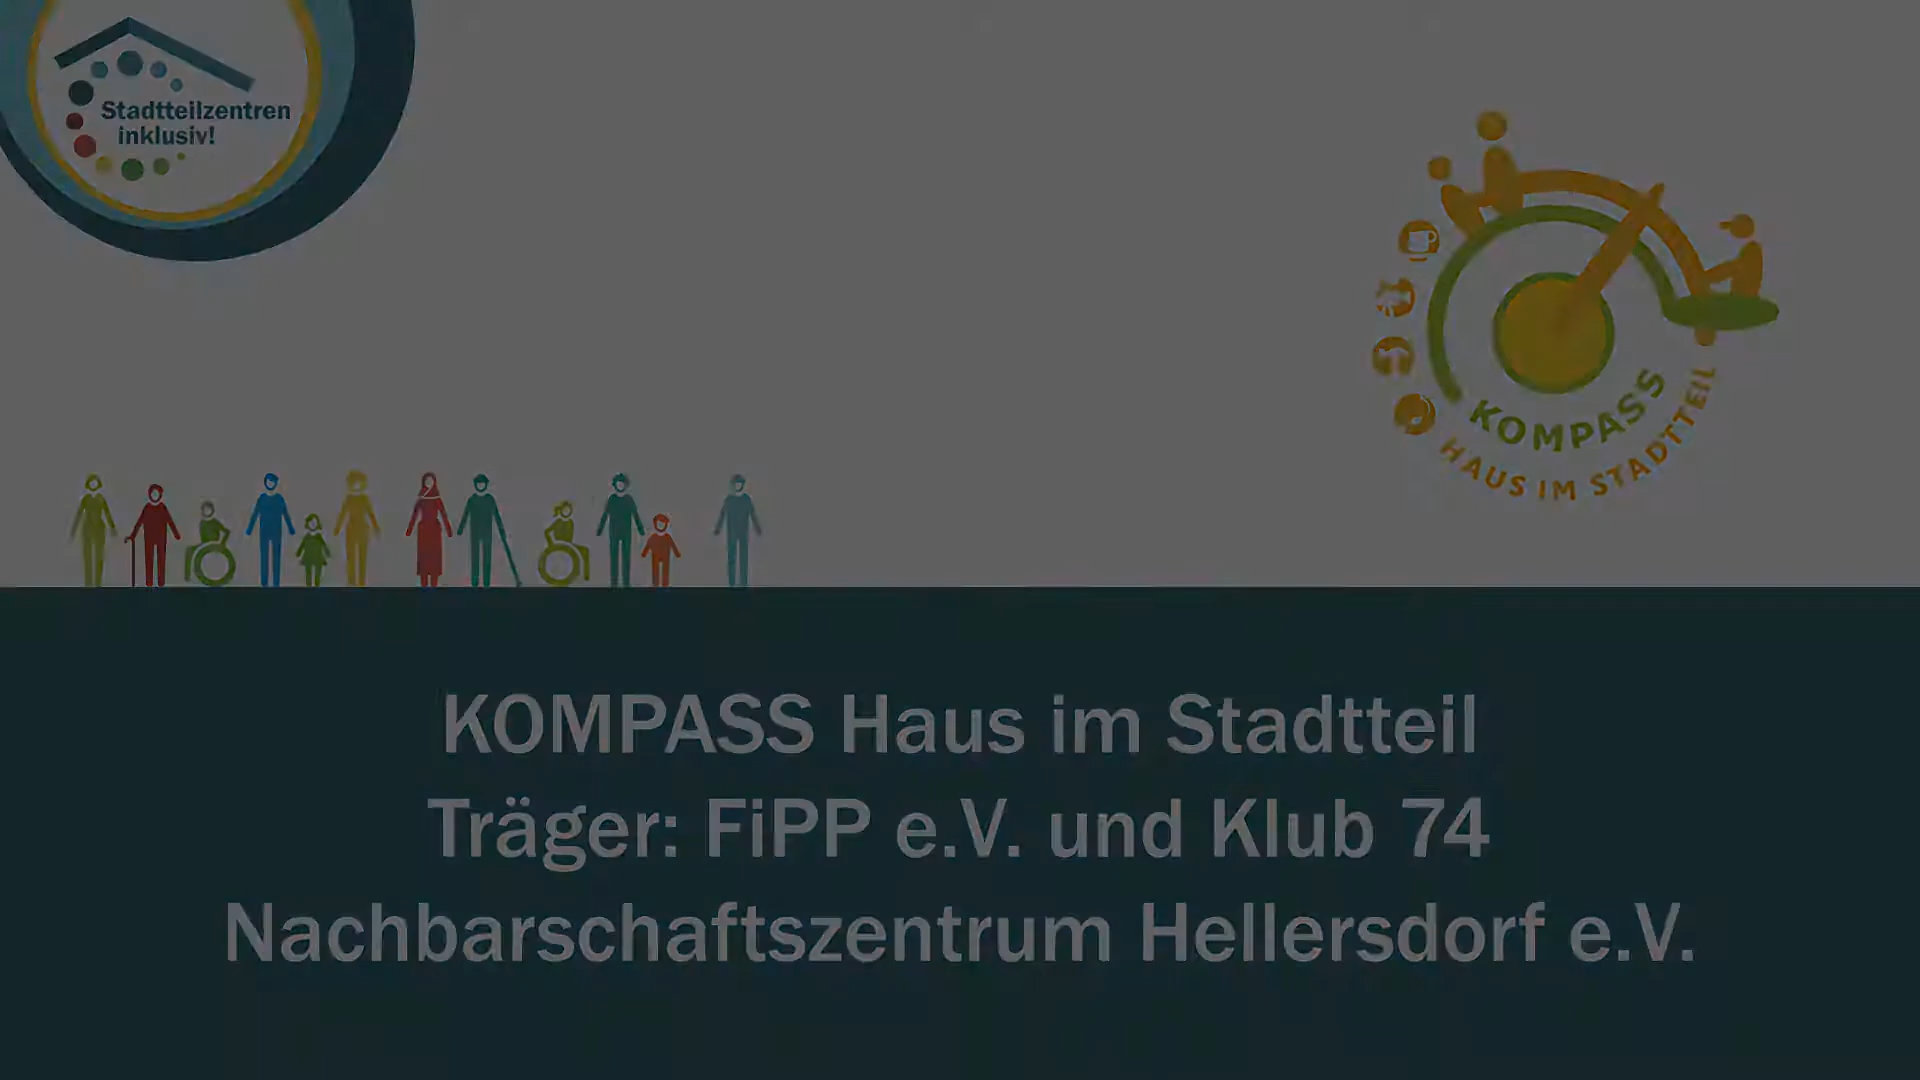 Stadtteilzentren
inklusiv!
KOMPASS
HAUS IM STADTTEIL
KOMPASS Haus im Stadtteil
Träger: FiPP e.V. und Klub 74
Nachbarschaftszentrum Hellersdorf e.V.